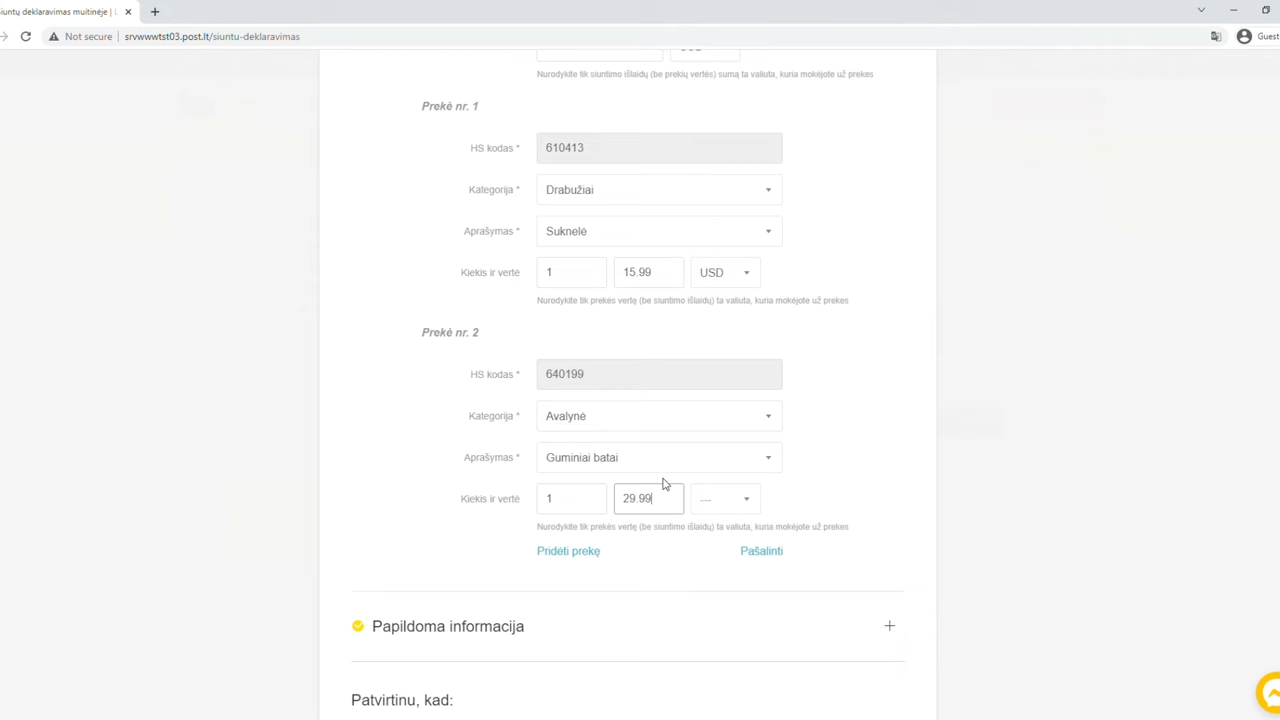 siuntų deklaravimas muitinėje |
Not secure
srvwwwtst03.post.lt/siuntu-deklaravimas
Guest
Nurodykite tik siuntimo išlaidų (be prekių vertės) sumą ta valiuta, kuria mokėjote už prekes
Prekė nr. 1
HS kodas *
610413
Kategorija *
Drabužiai
Aprašymas *
Suknelė
Kiekis ir vertė
1
15.99
USD
Nurodykite tik prekės vertę (be siuntimo išlaidų) ta valiuta, kuria mokėjote už prekes
Prekė nr. 2
HS kodas *
640199
Kategorija *
Avalynė
Aprašymas *
Guminiai batai
Kiekis ir vertė
1
29.99
---
Nurodykite tik prekės vertę (be siuntimo išlaidų) ta valiuta, kuria mokėjote už prekes
Pridėti prekę
Pašalinti
Papildoma informacija
Patvirtinu, kad: